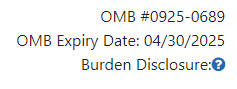 OMB #0925-0689
OMB Expiry Date: 04/30/2025
Burden Disclosure:?